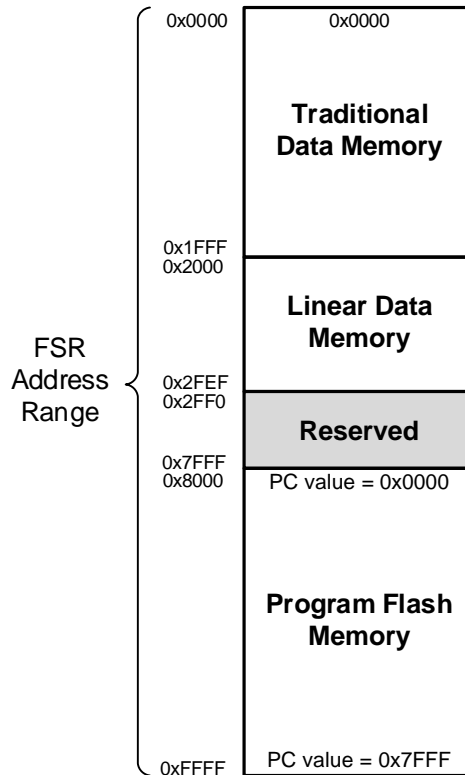 0x0000
0x0000
Traditional
Data Memory
0x1FFF
0x2000
Linear Data
Memory
FSR
Address
Range
0x2FEF
0x2FF0
Reserved
0x7FFF
0x8000
PC value = 0x0000
Program Flash
Memory
0xFFFF
PC value = 0x7FFF